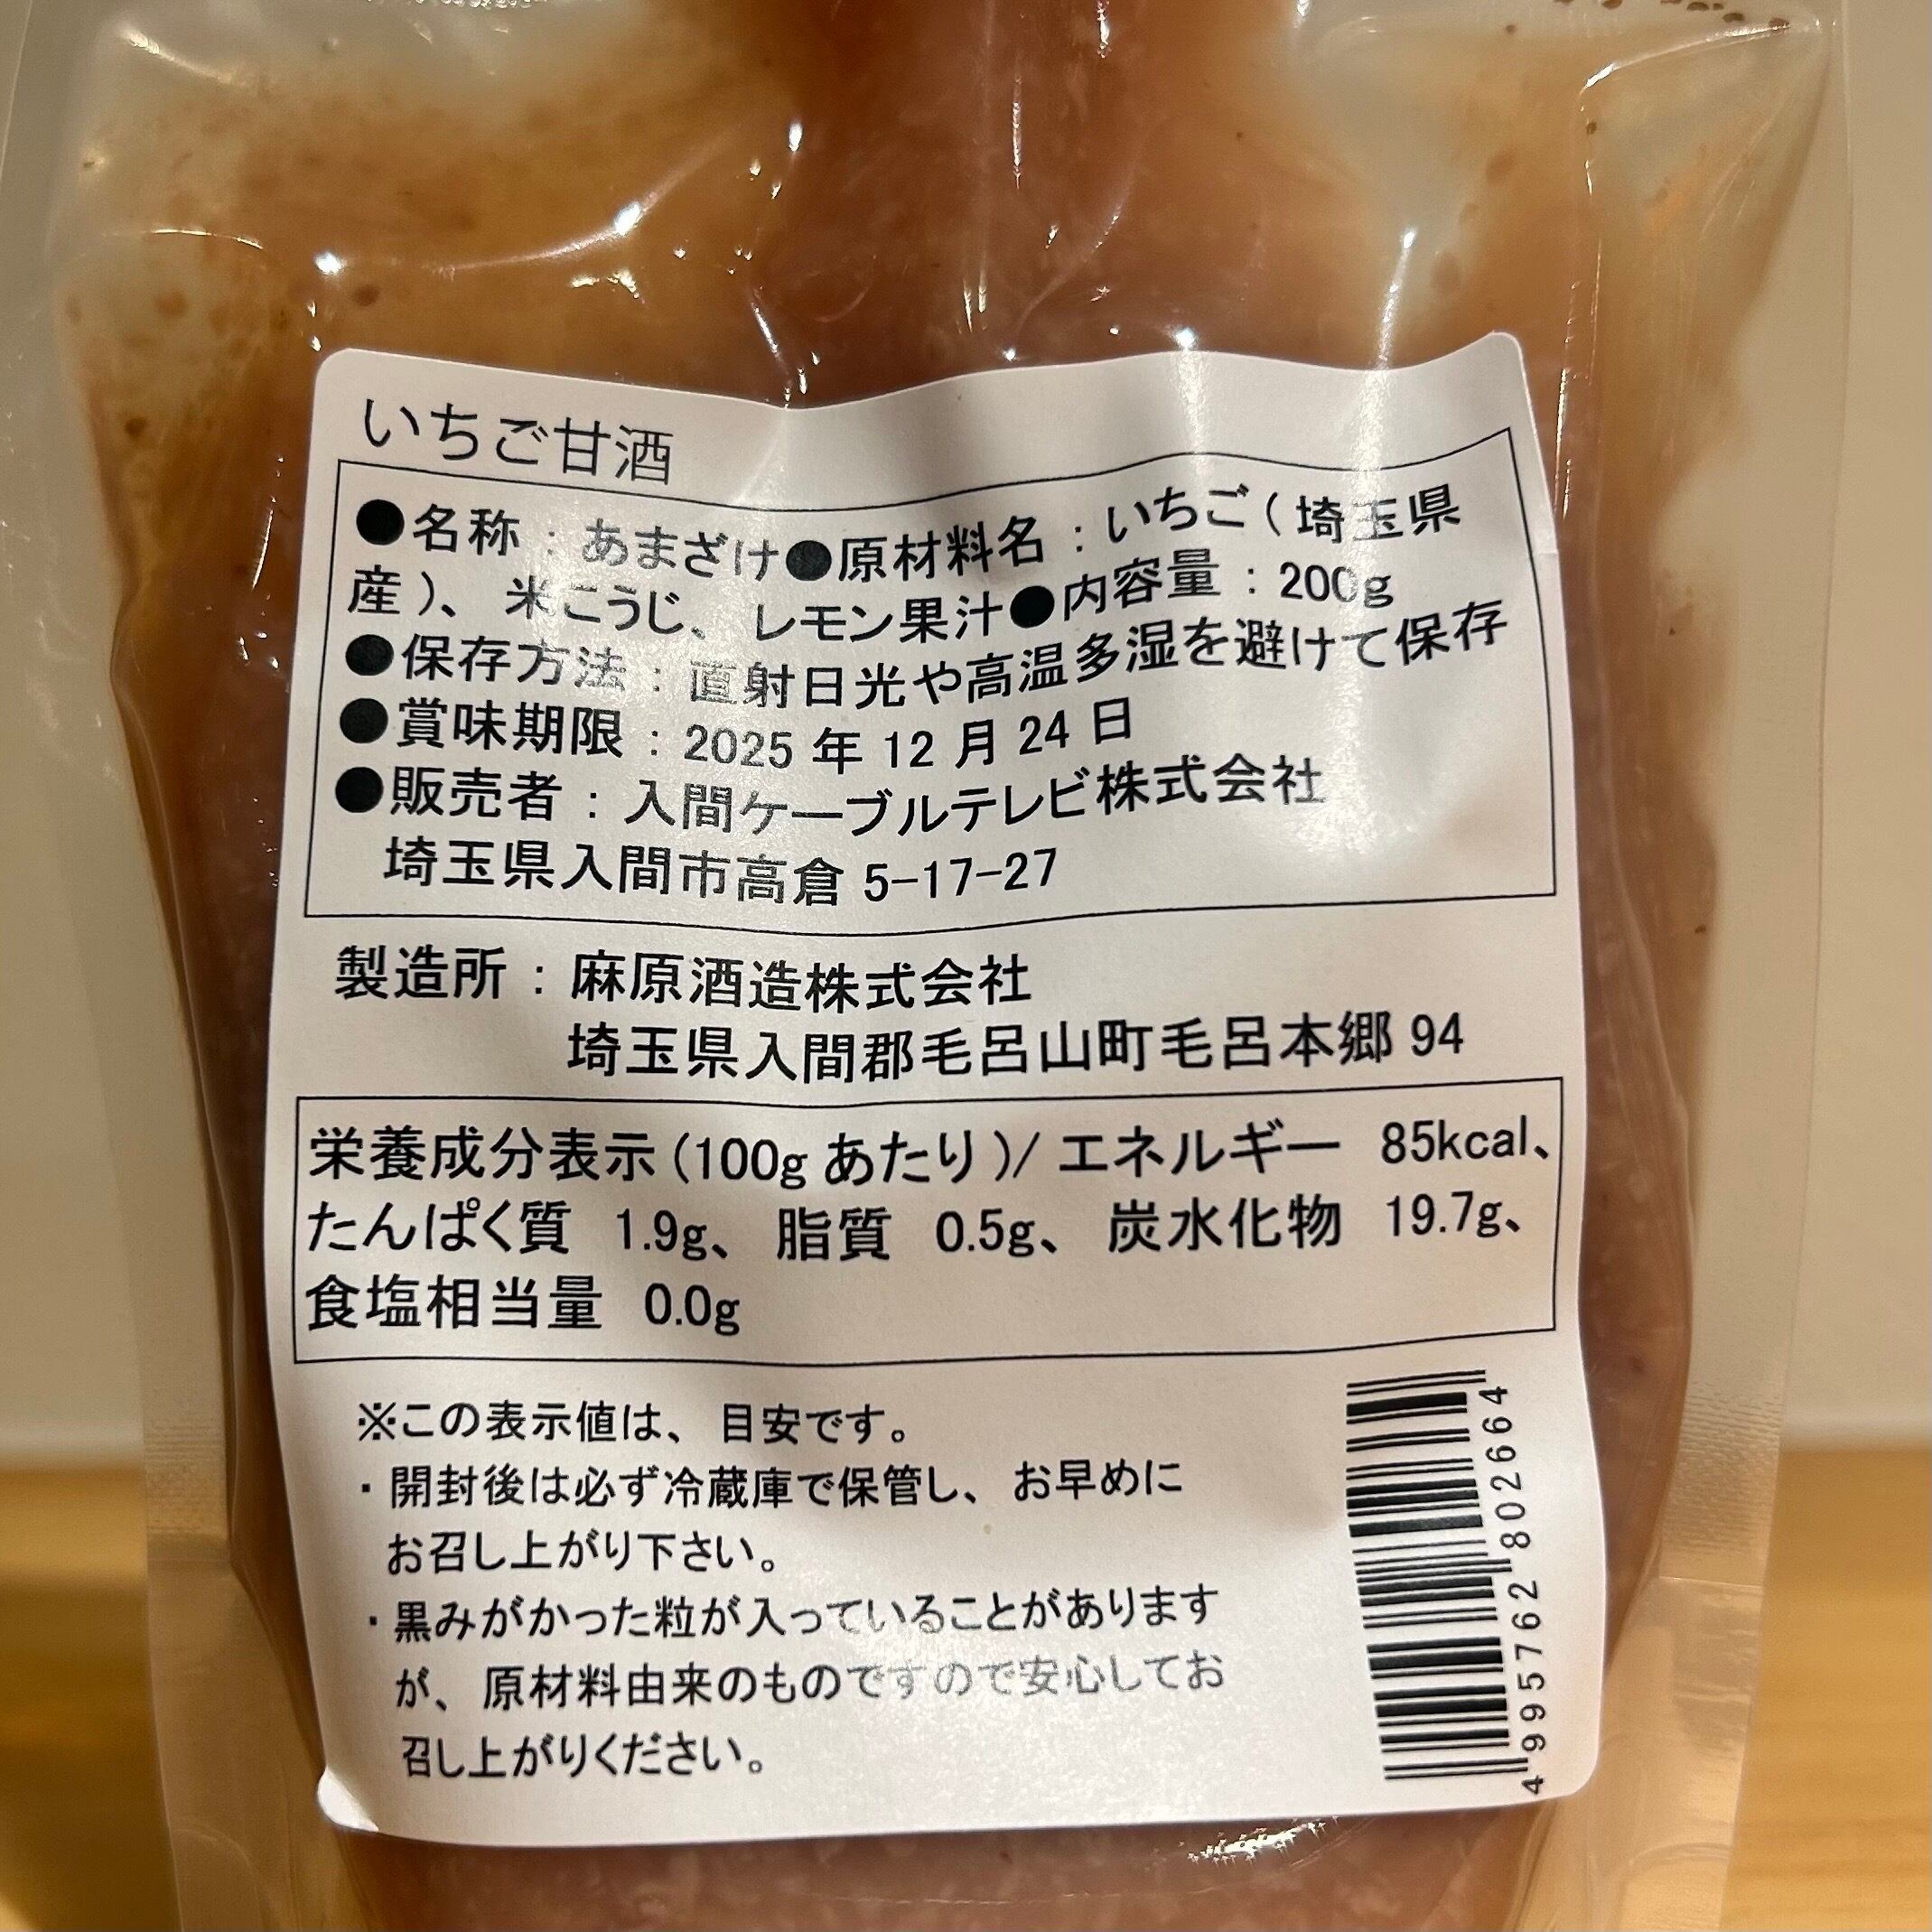 いちご甘酒
●名称：あまざけ●原材料名：いちご（埼玉県
産）、米こうじ、レモン果汁●内容量：200g
●保存方法：直射日光や高温多湿を避けて保存
●賞味期限：2025年12月24日
●販売者：入間ケーブルテレビ株式会社
埼玉県入間市高倉5-17-27
製造所：麻原酒造株式会社
埼玉県入間郡毛呂山町毛呂本郷94
栄養成分表示(100gあたり)/エネルギー 85kcal、
たんぱく質 1.9g、脂質 0.5g、炭水化物 19.7g、
食塩相当量 0.0g
※この表示値は、目安です。
・開封後は必ず冷蔵庫で保管し、お早めに
お召し上がり下さい。
・黒みがかった粒が入っていることがあります
が、原材料由来のものですので安心してお
召し上がりください。
4995762802664